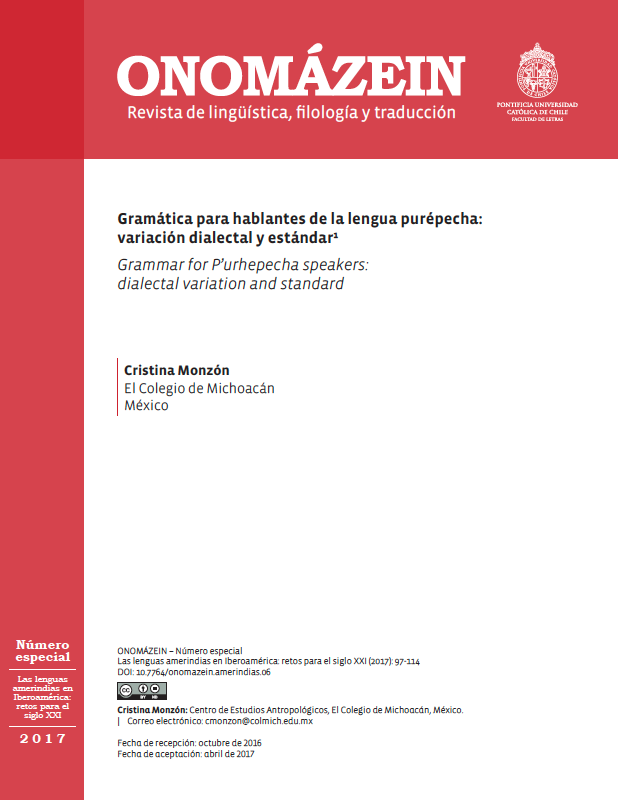 ONOMÁZEIN
Revista de lingüística, filología y traducción
PONTIFICIA UNIVERSIDAD
CATÓLICA DE CHILE
FACULTAD DE LETRAS
Gramática para hablantes de la lengua purépecha:
variación dialectal y estándar¹
Grammar for P’urhepecha speakers:
dialectal variation and standard
Cristina Monzón
El Colegio de Michoacán
México
Número
especial
Las lenguas
amerindias en
Iberoamérica:
retos para el
siglo XXI
2017
ONOMÁZEIN – Número especial
Las lenguas amerindias en Iberoamérica: retos para el siglo XXI (2017): 97-114
DOI: 10.7764/onomazein.amerindias.06
cc BY ND
Cristina Monzón: Centro de Estudios Antropológicos, El Colegio de Michoacán, México.
| Correo electrónico: cmonzon@colmich.edu.mx
Fecha de recepción: octubre de 2016
Fecha de aceptación: abril de 2017